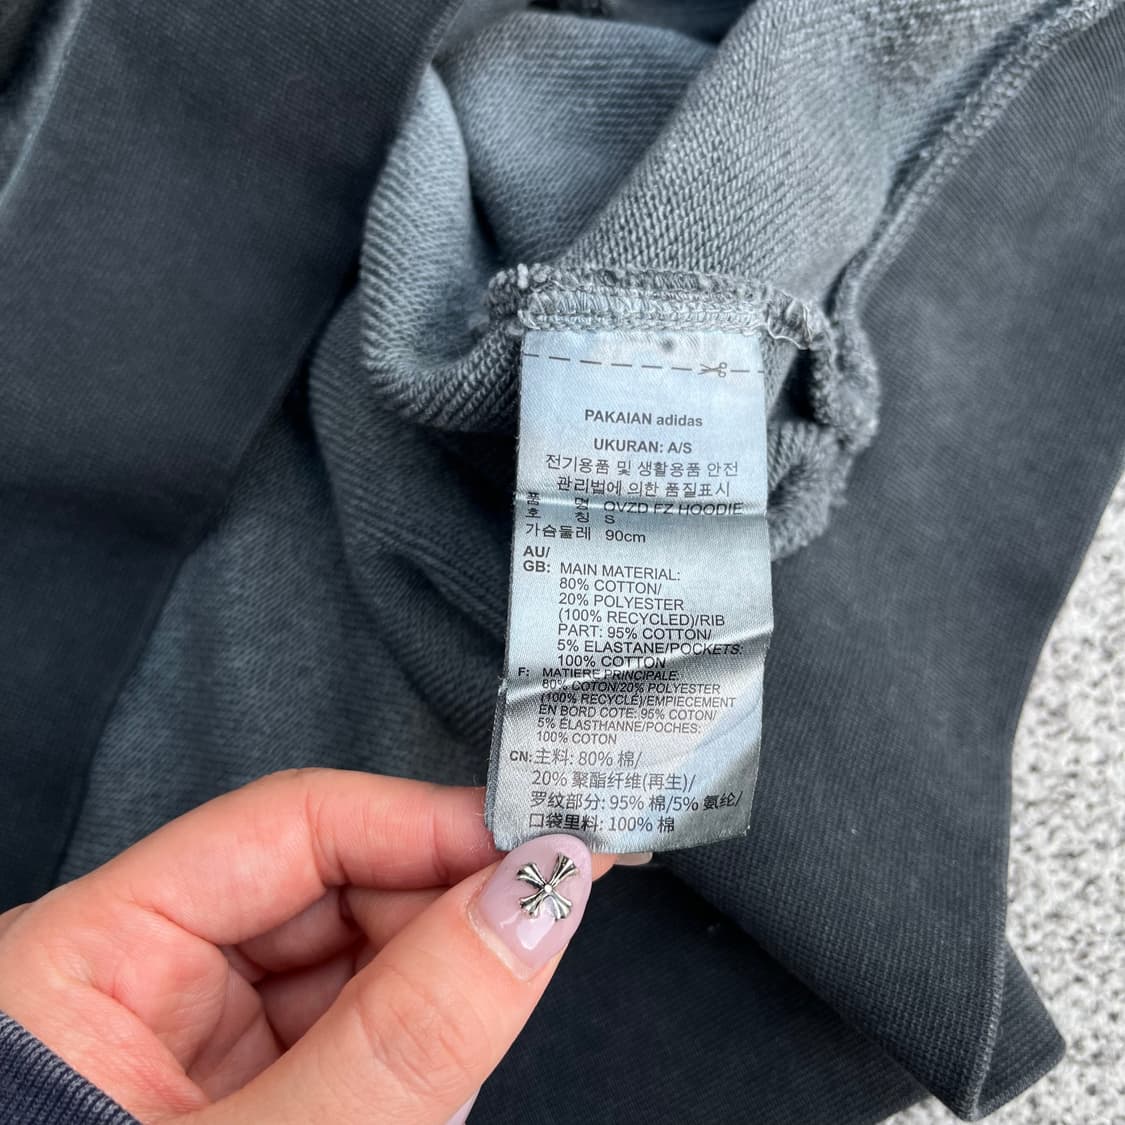 PAKAIAN adidas
UKURAN: A/S
전기용품 및 생활용품 안전
관리법에 의한 품질표시
품 명 OVZD FZ HOODIE
호 칭 S
가슴둘레 90cm
AU/
GB: MAIN MATERIAL:
80% COTTON/
20% POLYESTER
(100% RECYCLED)/RIB
PART: 95% COTTON/
5% ELASTANE/POCKETS:
100% COTTON
F: MATIERE PRINCIPALE:
80% COTON/20% POLYESTER
(100% RECYCLÉ)/EMPIECEMENT
EN BORD COTE: 95% COTON/
5% ÉLASTHANNE/POCHES:
100% COTON
CN: 主料: 80% 棉/
20% 聚酯纤维(再生)/
罗纹部分: 95% 棉/5% 氨纶/
口袋里料: 100% 棉